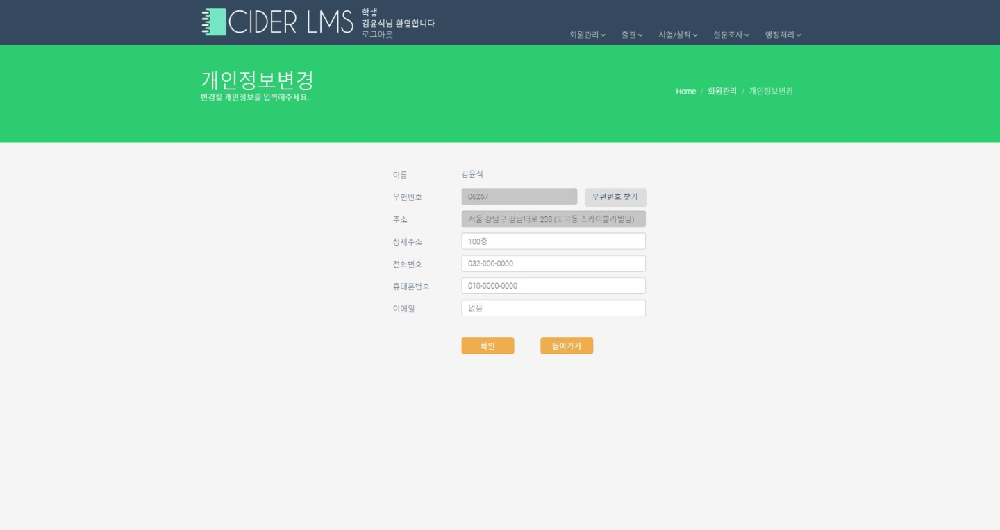 CIDER LMS
학생
김윤식님 환영합니다
로그아웃
회원관리 출결 시험/성적 설문조사 행정처리
개인정보변경
변경할 개인정보를 입력해주세요.
Home / 회원관리 / 개인정보변경
이름 김윤식
우편번호 06267 우편번호 찾기
주소 서울 강남구 강남대로 238 (도곡동 스카이쏠라빌딩)
상세주소 100층
전화번호 032-000-0000
휴대폰번호 010-0000-0000
이메일 없음
확인 돌아가기